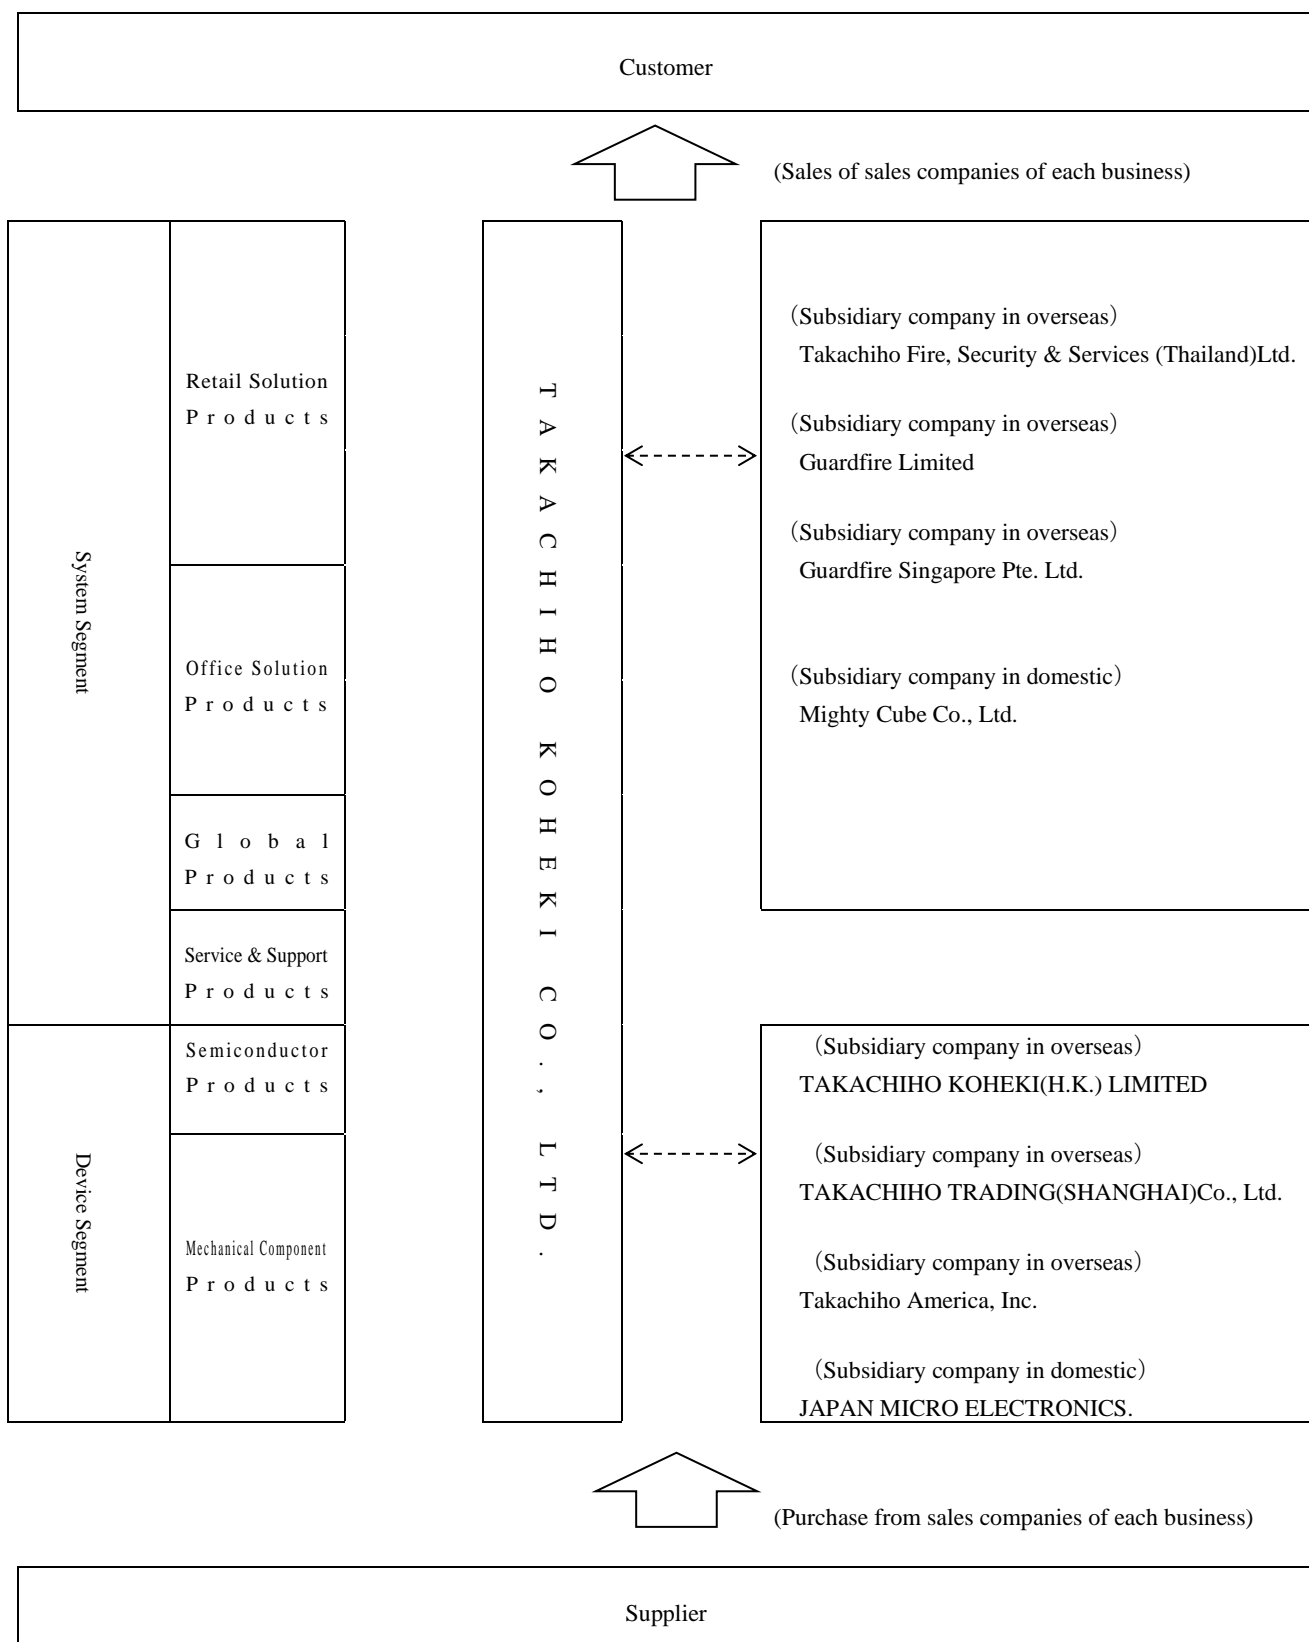 Customer
(Sales of sales companies of each business)
System Segment
Retail Solution
Products
Office Solution
Products
Global
Products
Service & Support
Products
Device Segment
Semiconductor
Products
Mechanical Component
Products
TAKACHIHO KOHEKI CO., LTD.
（Subsidiary company in overseas）
Takachiho Fire, Security & Services (Thailand)Ltd.
（Subsidiary company in overseas）
Guardfire Limited
（Subsidiary company in overseas）
Guardfire Singapore Pte. Ltd.
（Subsidiary company in domestic）
Mighty Cube Co., Ltd.
（Subsidiary company in overseas）
TAKACHIHO KOHEKI(H.K.) LIMITED
（Subsidiary company in overseas）
TAKACHIHO TRADING(SHANGHAI)Co., Ltd.
（Subsidiary company in overseas）
Takachiho America, Inc.
（Subsidiary company in domestic）
JAPAN MICRO ELECTRONICS.
(Purchase from sales companies of each business)
Supplier